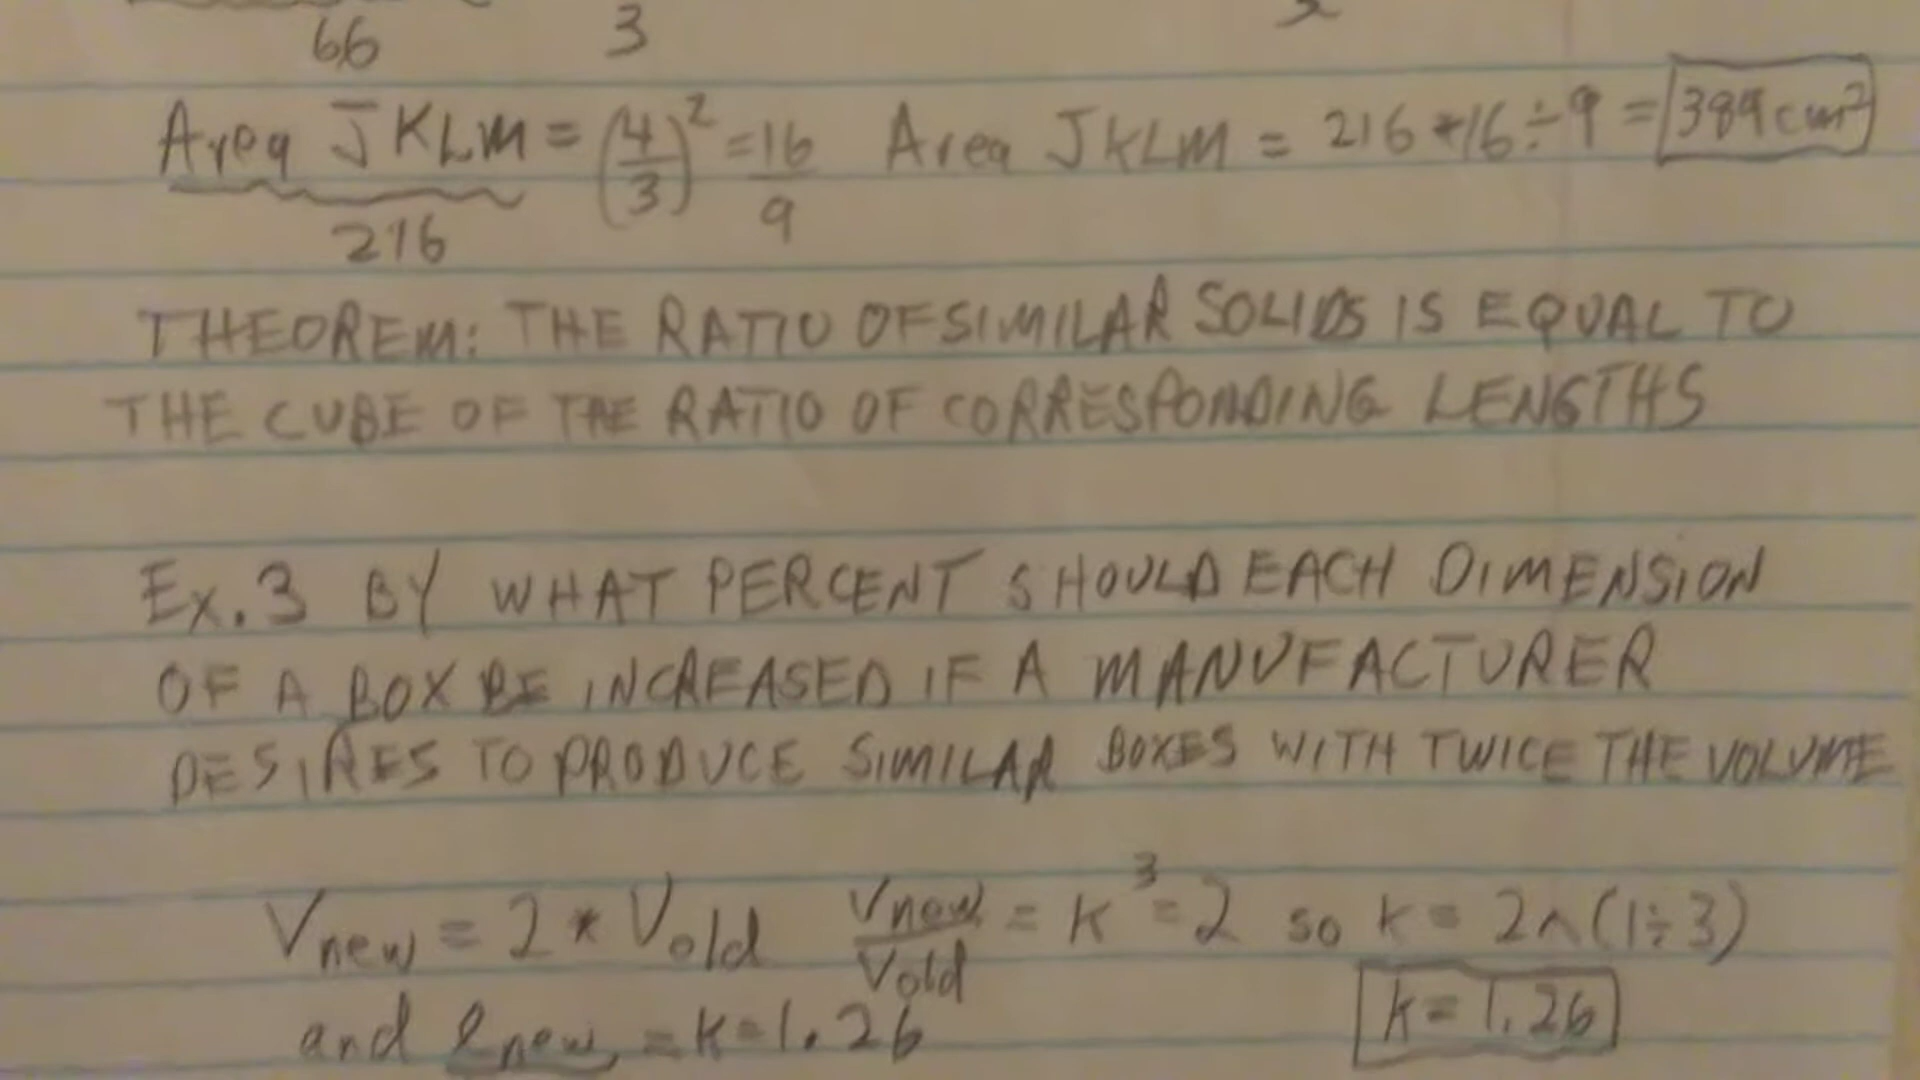 66 3
Area JKLM = (4/3)² = 16/9 Area JKLM = 216 * 16 ÷ 9 = 389 cm²
216
THEOREM: THE RATIO OF SIMILAR SOLIDS IS EQUAL TO
THE CUBE OF THE RATIO OF CORRESPONDING LENGTHS
Ex. 3 BY WHAT PERCENT SHOULD EACH DIMENSION
OF A BOX BE INCREASED IF A MANUFACTURER
DESIRES TO PRODUCE SIMILAR BOXES WITH TWICE THE VOLUME
Vnew = 2 * Vold Vnew/Vold = K³ = 2 so k = 2^(1÷3)
and lnew = K = 1.26 k = 1.26